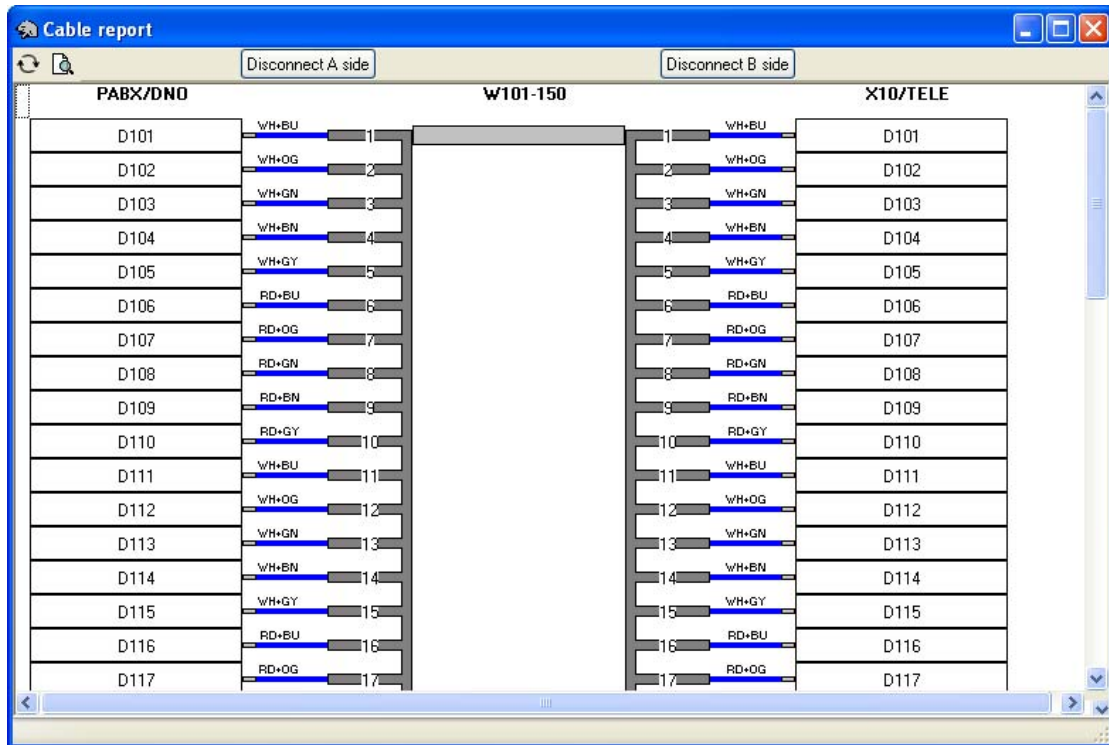 Cable report
Disconnect A side Disconnect B side
PABX/DNO W101-150 X10/TELE
D101 WH+BU 1 1 WH+BU D101
D102 WH+OG 2 2 WH+OG D102
D103 WH+GN 3 3 WH+GN D103
D104 WH+BN 4 4 WH+BN D104
D105 WH+GY 5 5 WH+GY D105
D106 RD+BU 6 6 RD+BU D106
D107 RD+OG 7 7 RD+OG D107
D108 RD+GN 8 8 RD+GN D108
D109 RD+BN 9 9 RD+BN D109
D110 RD+GY 10 10 RD+GY D110
D111 WH+BU 11 11 WH+BU D111
D112 WH+OG 12 12 WH+OG D112
D113 WH+GN 13 13 WH+GN D113
D114 WH+BN 14 14 WH+BN D114
D115 WH+GY 15 15 WH+GY D115
D116 RD+BU 16 16 RD+BU D116
D117 RD+OG 17 17 RD+OG D117